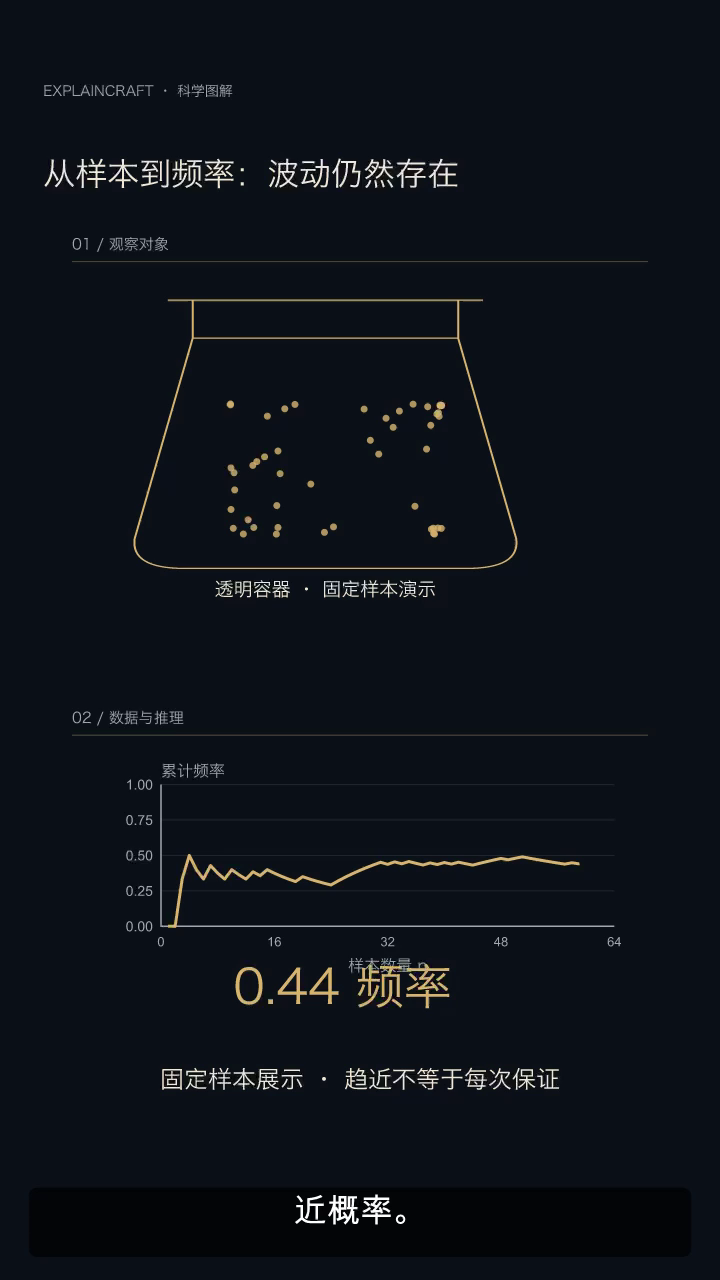 EXPLAINCRAFT · 科学图解
从样本到频率：波动仍然存在
01 / 观察对象
透明容器 · 固定样本演示
02 / 数据与推理
累计频率
1.00
0.75
0.50
0.25
0.00
0 16 32 48 64
样本数量 n
0.44 频率
固定样本展示 · 趋近不等于每次保证
近概率。